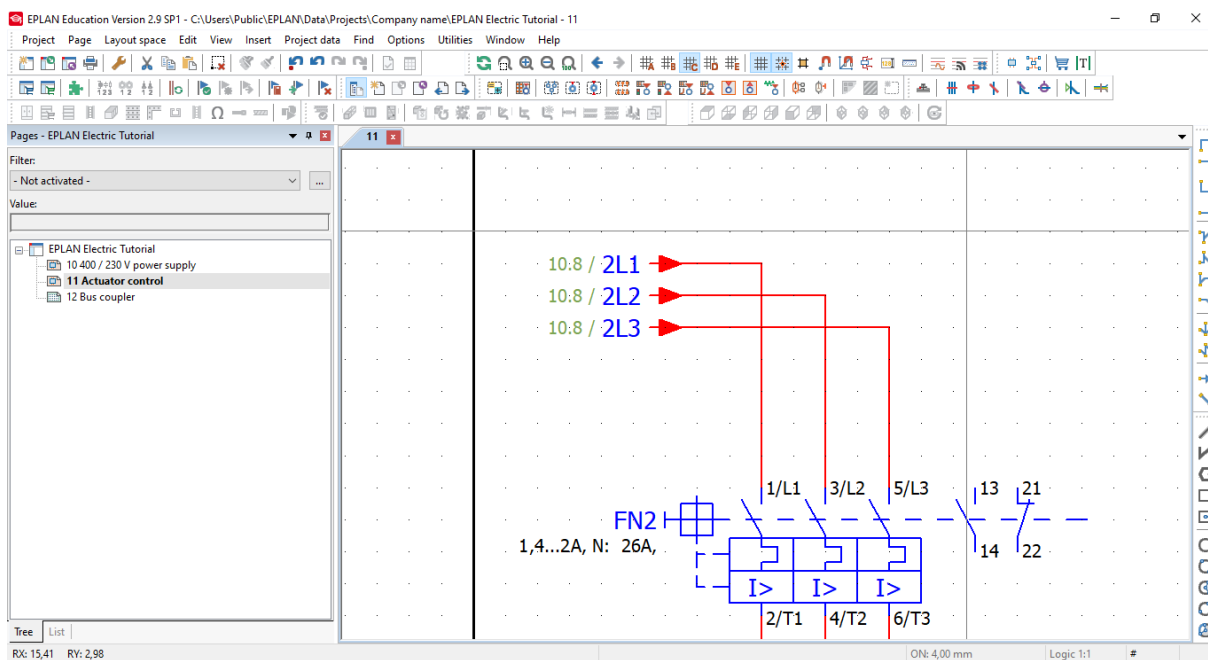 EPLAN Education Version 2.9 SP1 - C:\Users\Public\EPLAN\Data\Projects\Company name\EPLAN Electric Tutorial - 11
Project Page Layout space Edit View Insert Project data Find Options Utilities Window Help
Pages - EPLAN Electric Tutorial
11
Filter:
- Not activated -
...
Value:
EPLAN Electric Tutorial
10 400 / 230 V power supply
11 Actuator control
12 Bus coupler
10:8 / 2L1
10:8 / 2L2
10:8 / 2L3
1/L1 3/L2 5/L3 13 21
FN2
1,4...2A, N: 26A,
14 22
I> I> I>
2/T1 4/T2 6/T3
Tree List
RX: 15,41 RY: 2,98 ON: 4,00 mm Logic 1:1 #